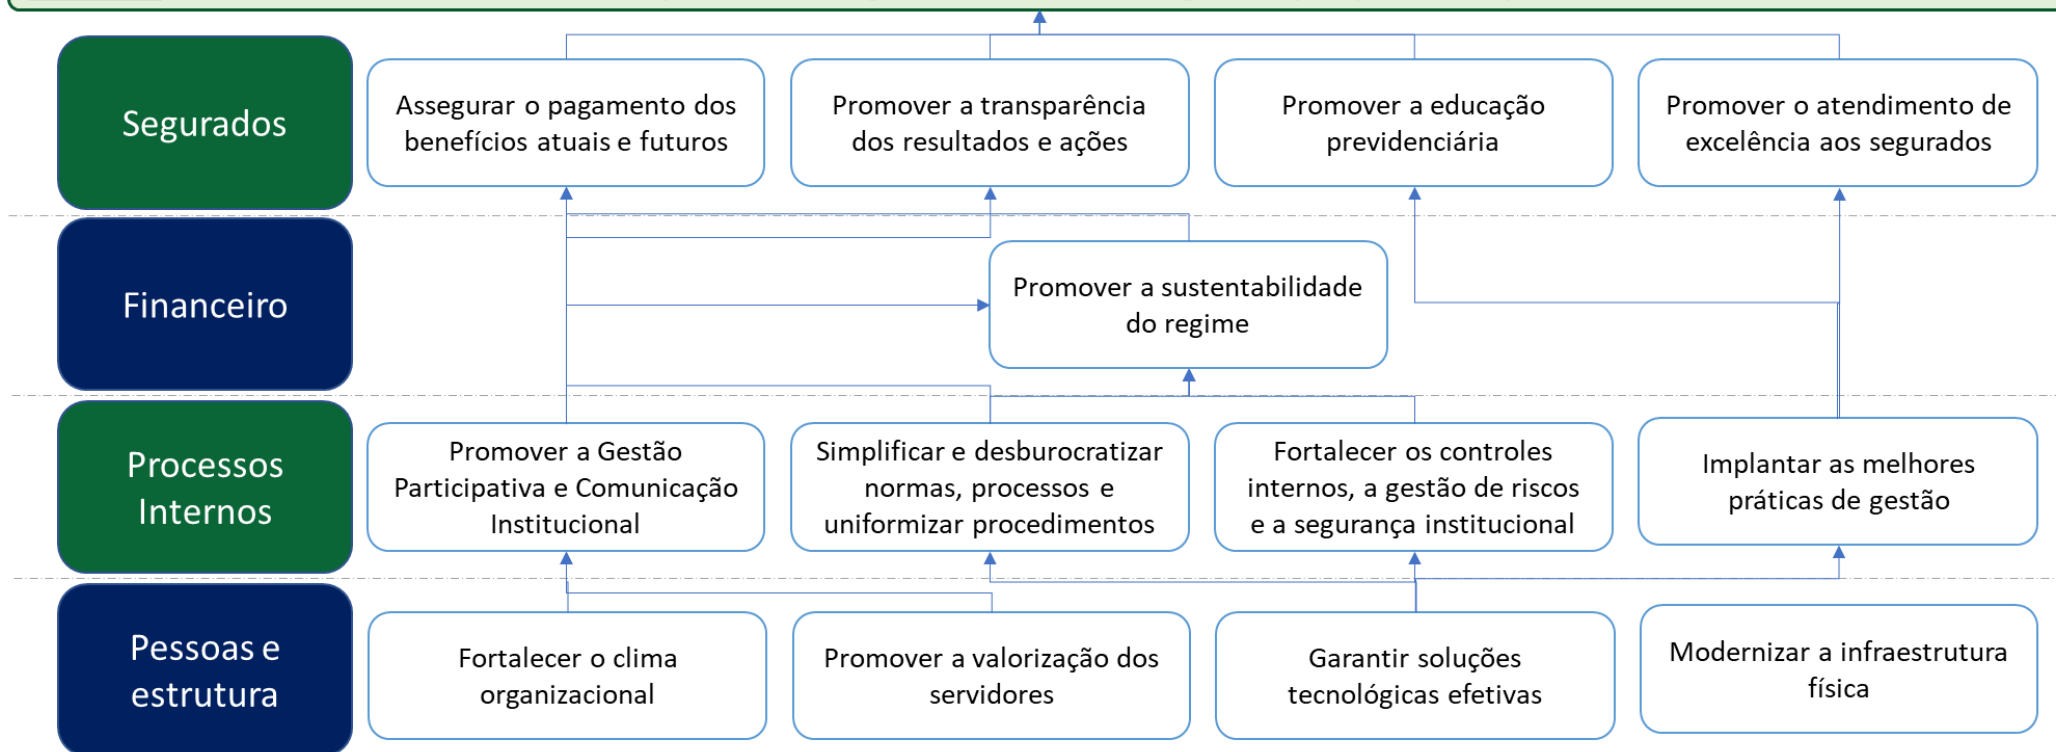 Segurados
Assegurar o pagamento dos
benefícios atuais e futuros
Promover a transparência
dos resultados e ações
Promover a educação
previdenciária
Promover o atendimento de
excelência aos segurados
Financeiro
Promover a sustentabilidade
do regime
Processos
Internos
Promover a Gestão
Participativa e Comunicação
Institucional
Simplificar e desburocratizar
normas, processos e
uniformizar procedimentos
Fortalecer os controles
internos, a gestão de riscos
e a segurança institucional
Implantar as melhores
práticas de gestão
Pessoas e
estrutura
Fortalecer o clima
organizacional
Promover a valorização dos
servidores
Garantir soluções
tecnológicas efetivas
Modernizar a infraestrutura
física